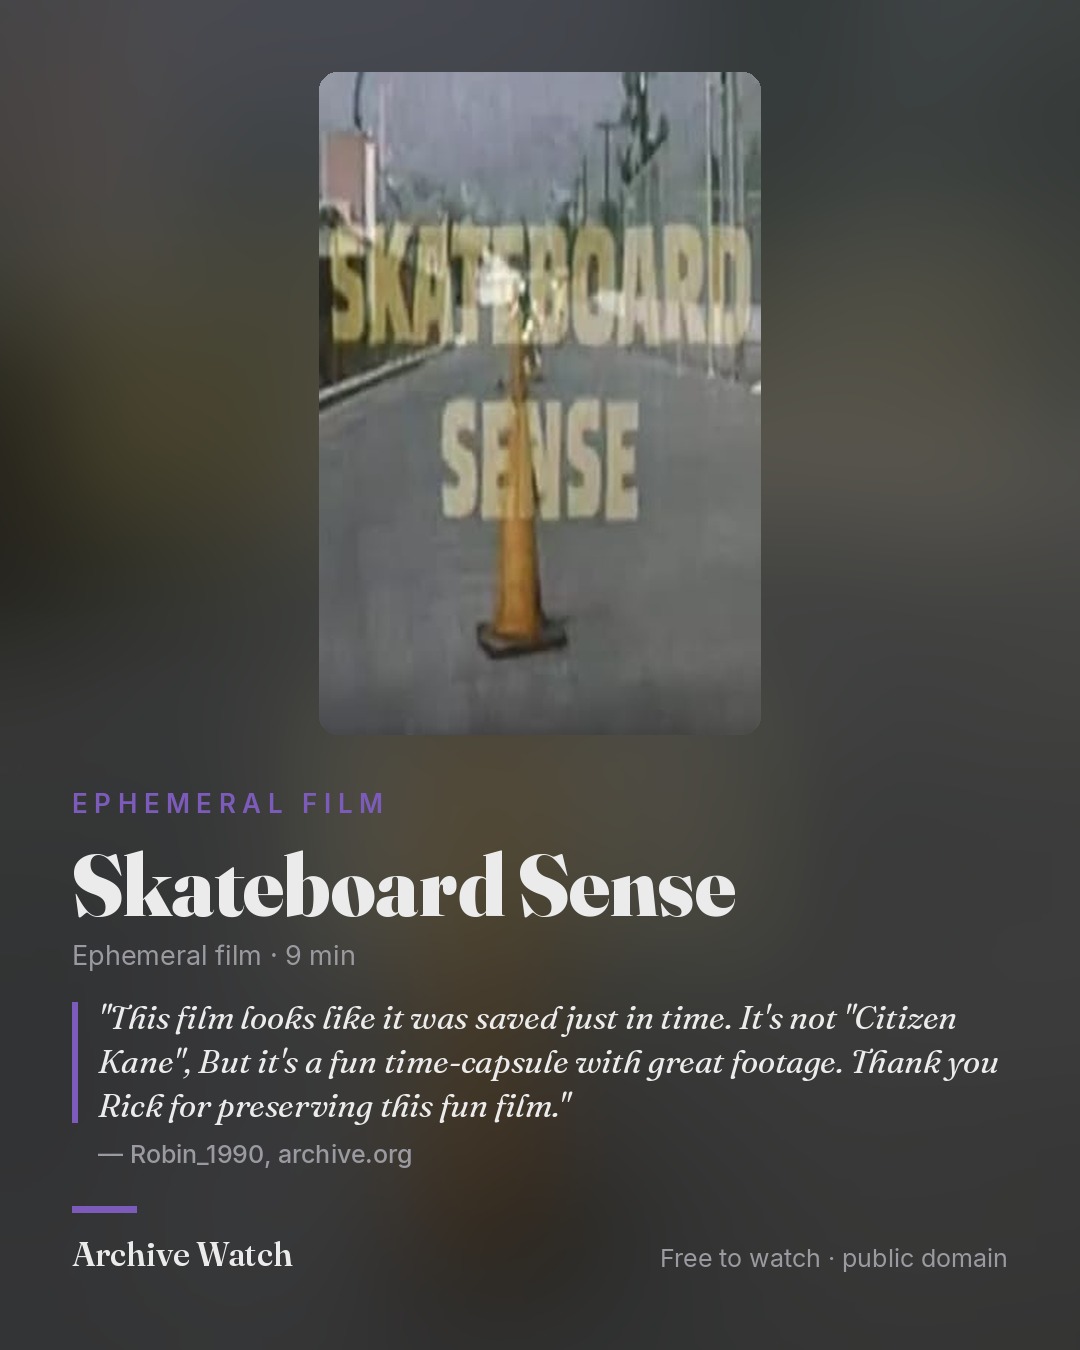 SKATEBOARD
SENSE
EPHEMERAL FILM
Skateboard Sense
Ephemeral film · 9 min
"This film looks like it was saved just in time. It's not "Citizen
Kane", But it's a fun time-capsule with great footage. Thank you
Rick for preserving this fun film."
— Robin_1990, archive.org
Archive Watch
Free to watch · public domain